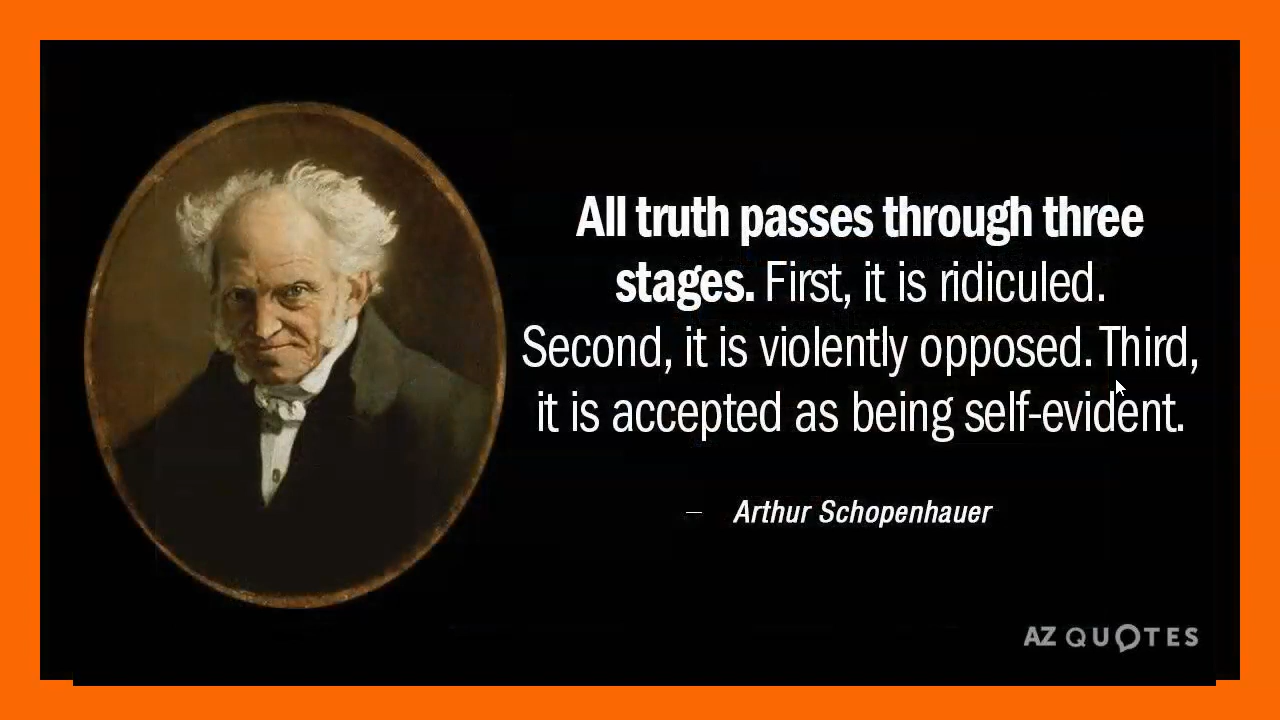 All truth passes through three
stages. First, it is ridiculed.
Second, it is violently opposed. Third,
it is accepted as being self-evident.
— Arthur Schopenhauer
AZ QUOTES